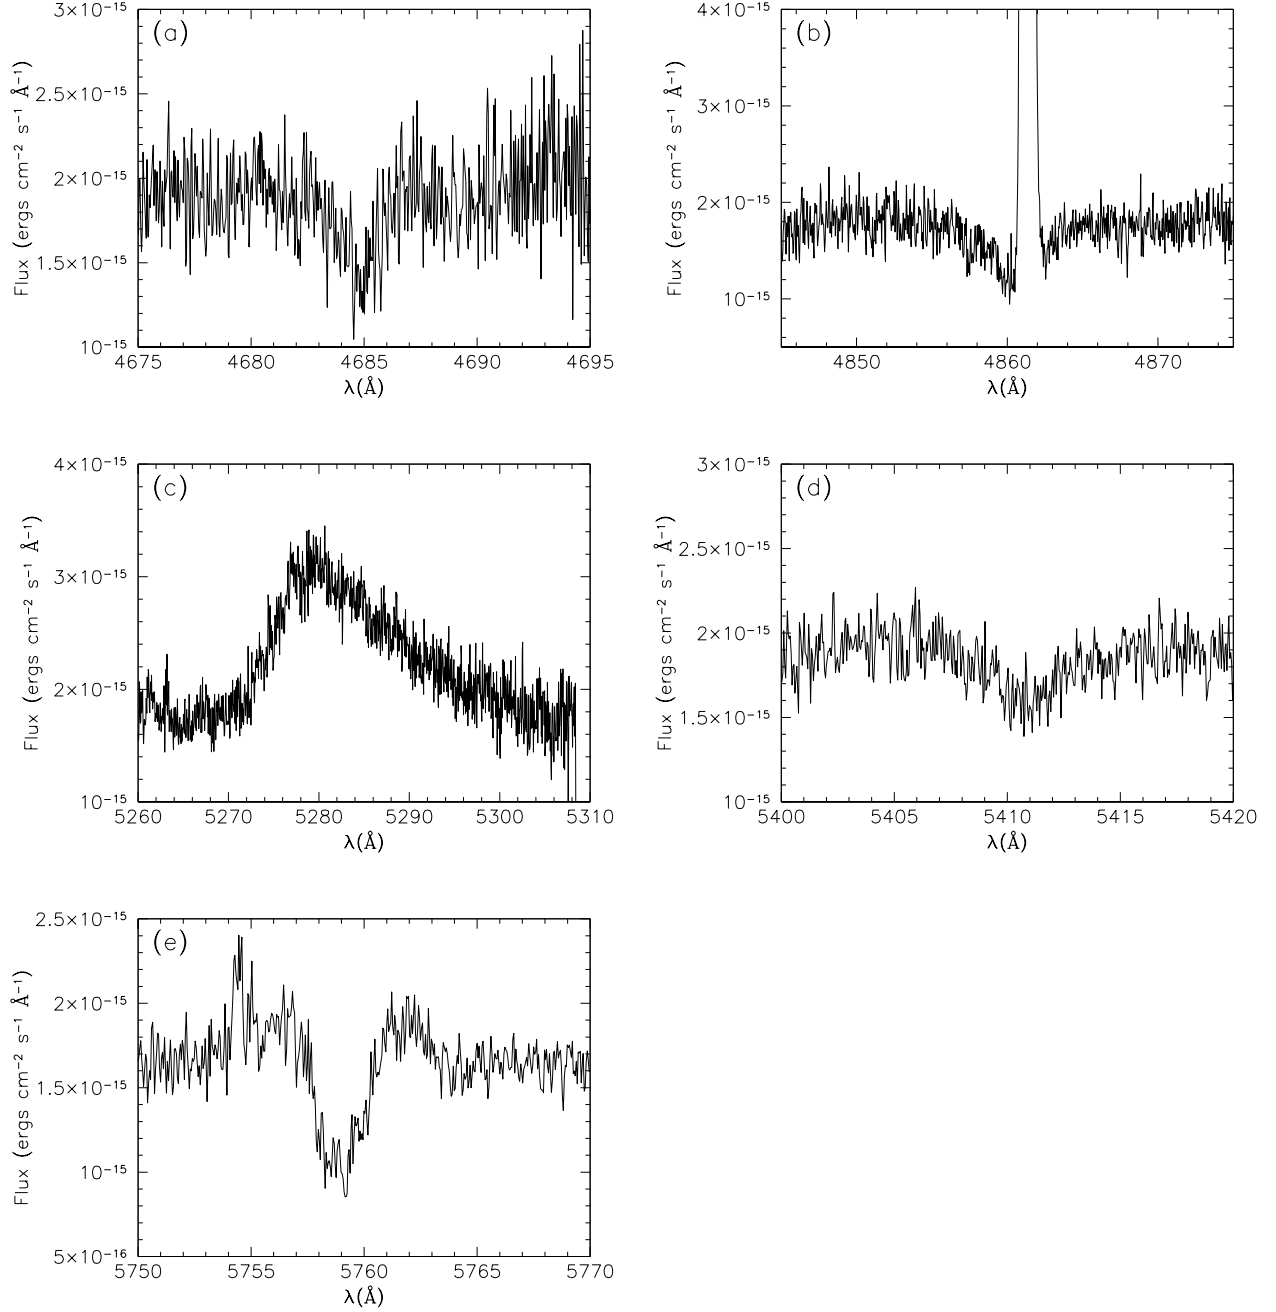 3×10⁻¹⁵
(a)
2.5×10⁻¹⁵
2×10⁻¹⁵
1.5×10⁻¹⁵
10⁻¹⁵
Flux (ergs cm⁻² s⁻¹ Å⁻¹)
4675 4680 4685 4690 4695
λ(Å)
4×10⁻¹⁵
(b)
3×10⁻¹⁵
2×10⁻¹⁵
10⁻¹⁵
Flux (ergs cm⁻² s⁻¹ Å⁻¹)
4850 4860 4870
λ(Å)
4×10⁻¹⁵
(c)
3×10⁻¹⁵
2×10⁻¹⁵
10⁻¹⁵
Flux (ergs cm⁻² s⁻¹ Å⁻¹)
5260 5270 5280 5290 5300 5310
λ(Å)
3×10⁻¹⁵
(d)
2.5×10⁻¹⁵
2×10⁻¹⁵
1.5×10⁻¹⁵
10⁻¹⁵
Flux (ergs cm⁻² s⁻¹ Å⁻¹)
5400 5405 5410 5415 5420
λ(Å)
2.5×10⁻¹⁵
(e)
2×10⁻¹⁵
1.5×10⁻¹⁵
10⁻¹⁵
5×10⁻¹⁶
Flux (ergs cm⁻² s⁻¹ Å⁻¹)
5750 5755 5760 5765 5770
λ(Å)